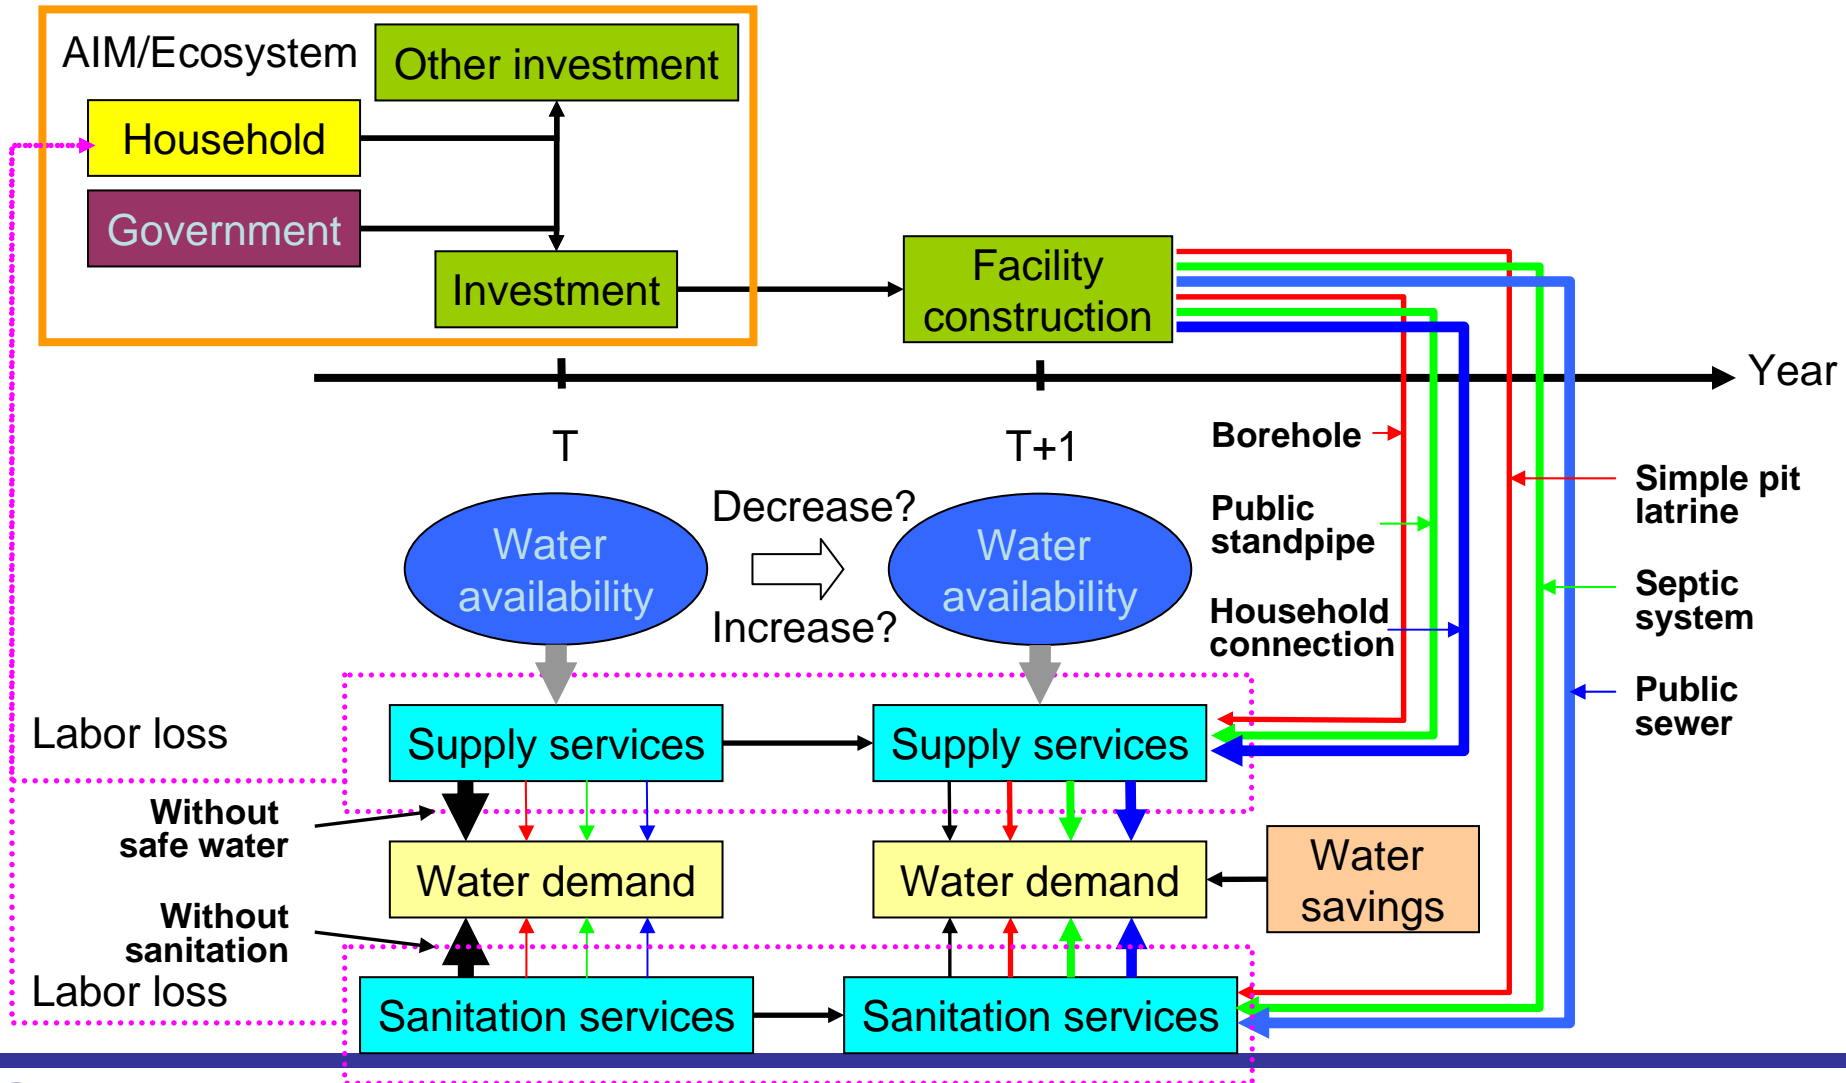 AIM/Ecosystem
Other investment
Household
Government
Investment
Facility
construction
Year
T
T+1
Borehole
Simple pit
latrine
Public
standpipe
Septic
system
Household
connection
Public
sewer
Water
availability
Decrease?
Increase?
Water
availability
Labor loss
Supply services
Supply services
Without
safe water
Water demand
Water demand
Water
savings
Without
sanitation
Labor loss
Sanitation services
Sanitation services